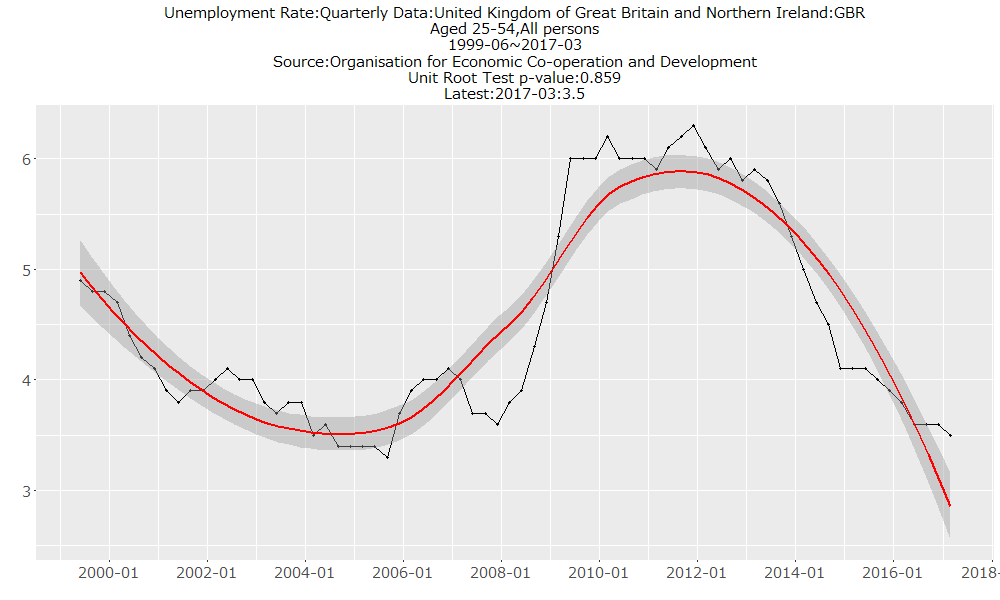 Unemployment Rate:Quarterly Data:United Kingdom of Great Britain and Northern Ireland:GBR
Aged 25-54,All persons
1999-06~2017-03
Source:Organisation for Economic Co-operation and Development
Unit Root Test p-value:0.859
Latest:2017-03:3.5
6
5
4
3
2000-01 2002-01 2004-01 2006-01 2008-01 2010-01 2012-01 2014-01 2016-01 2018-